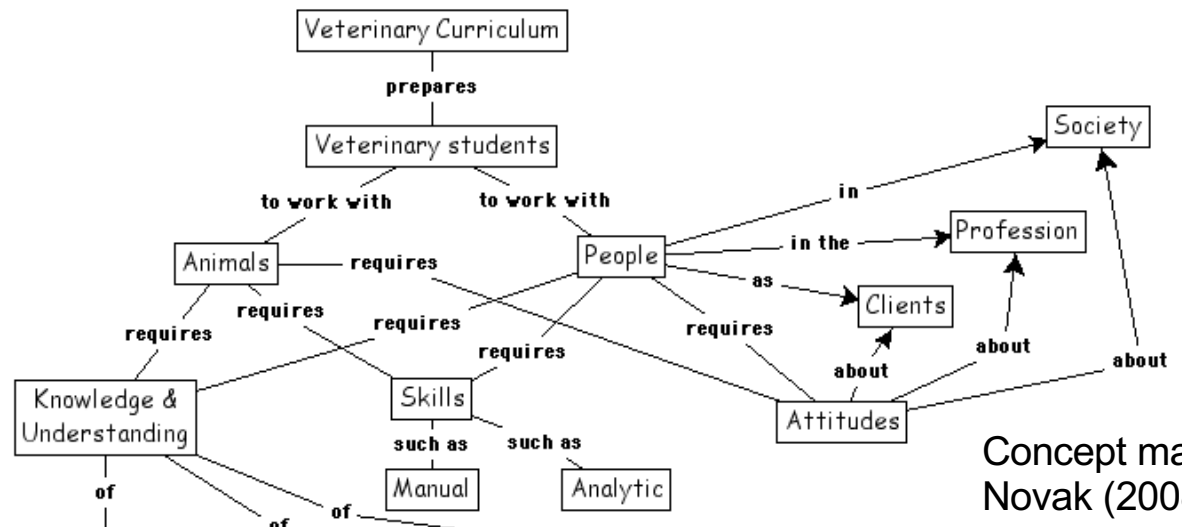 Veterinary Curriculum
prepares
Veterinary students
Society
to work with
to work with
in
Profession
in the
People
Animals
requires
as
Clients
requires
requires
requires
requires
requires
about
about
about
Knowledge &
Understanding
Skills
Attitudes
such as
such as
Concept
Manual
Analytic
Novak
of
of
of